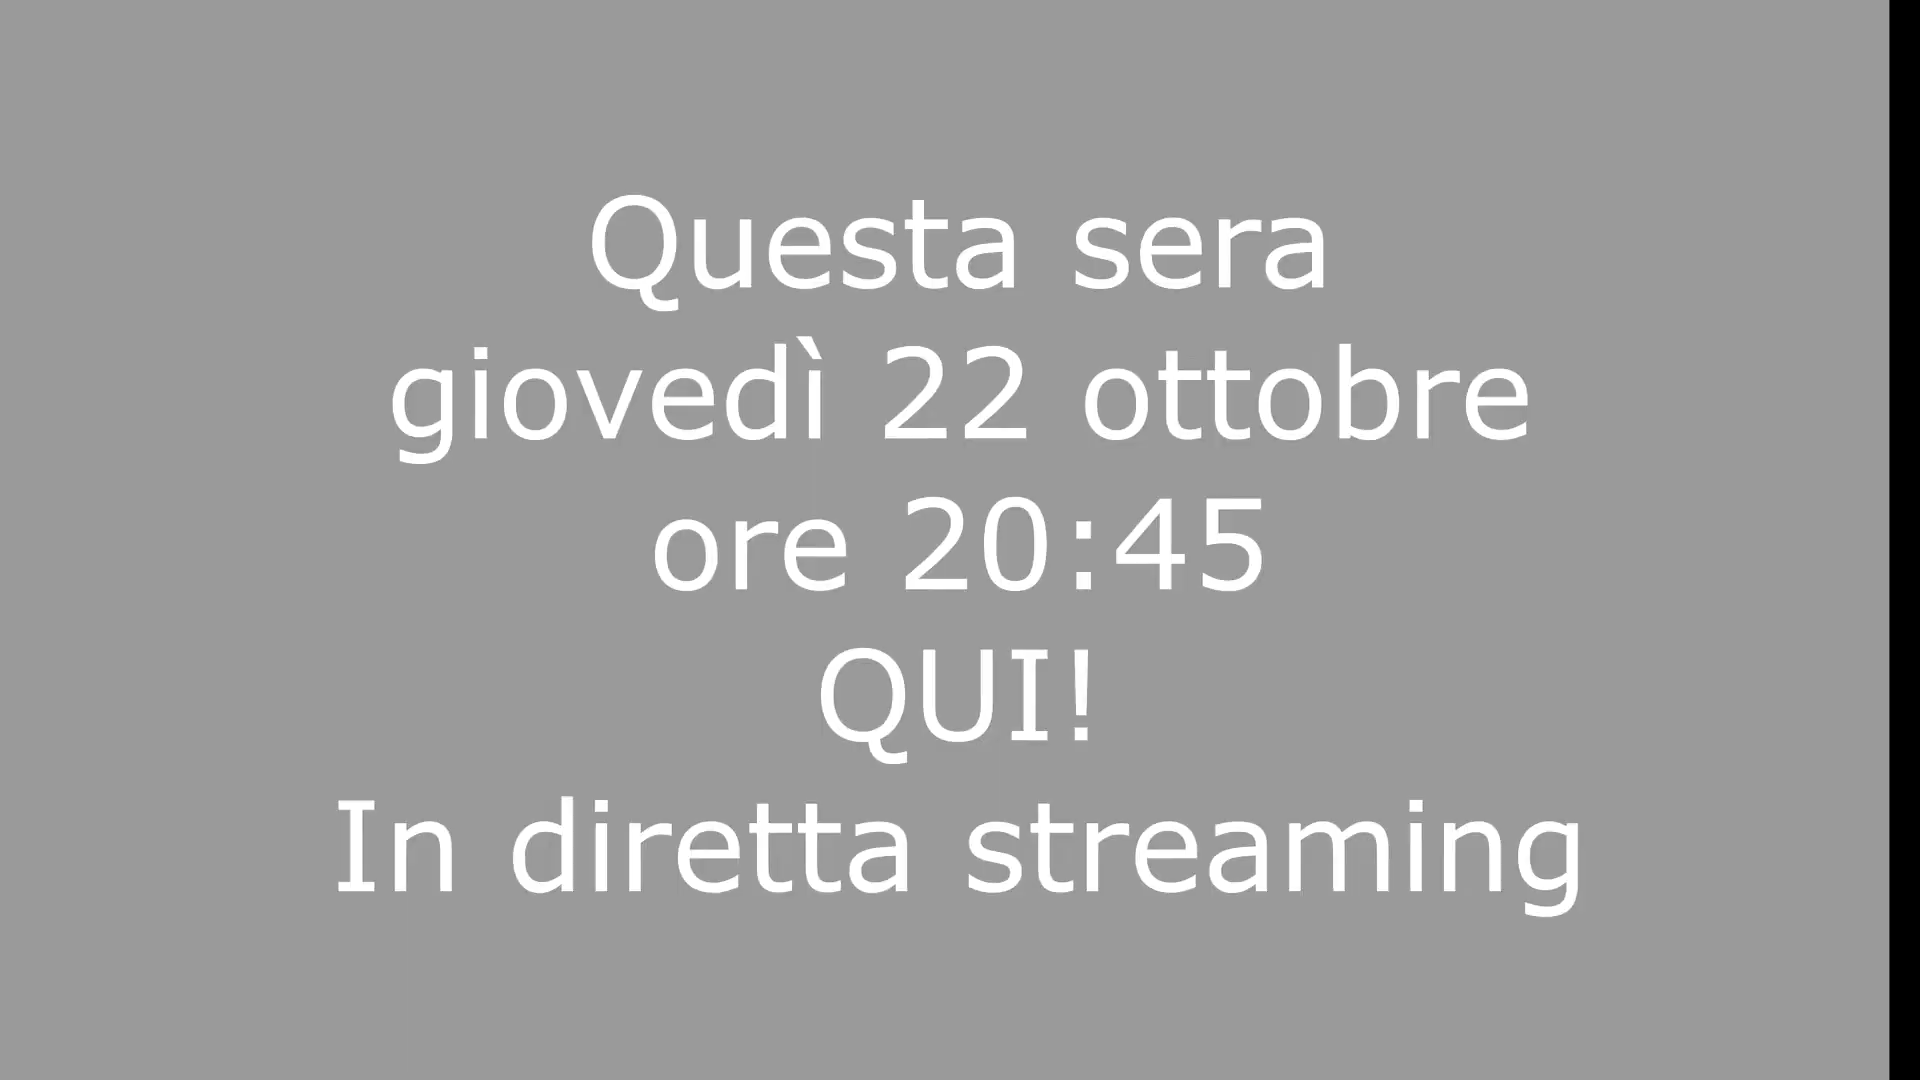 Questa sera
giovedì 22 ottobre
ore 20:45
QUI!
In diretta streaming